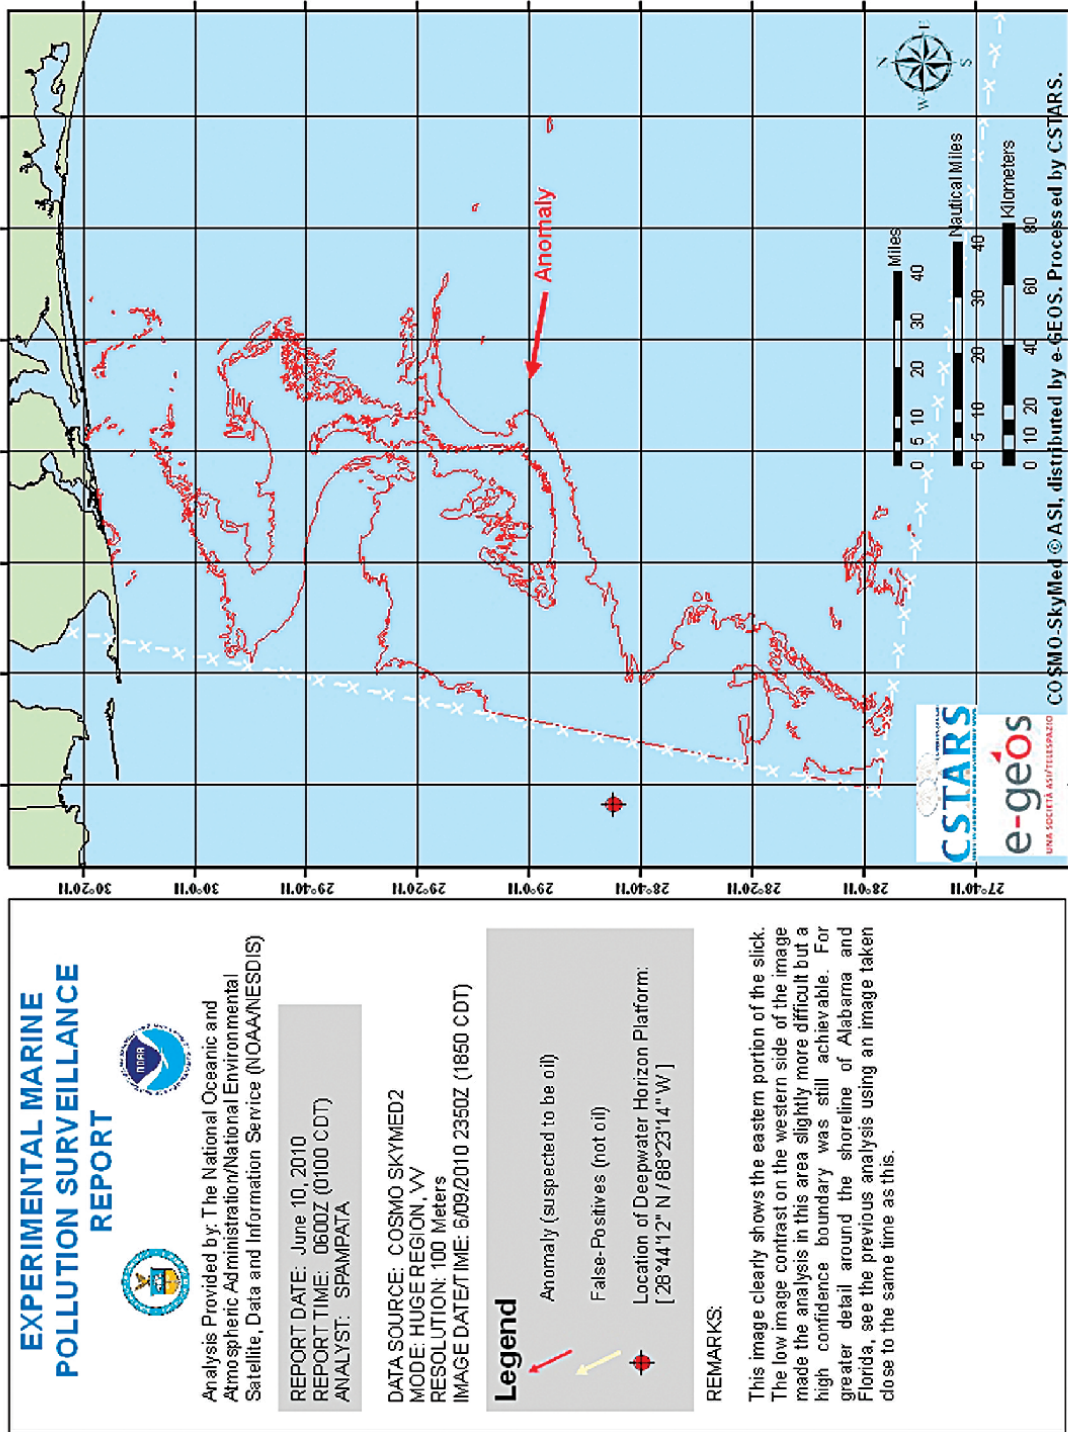 EXPERIMENTAL MARINE
POLLUTION SURVEILLANCE
REPORT
NOAA
Analysis Provided by: The National Oceanic and
Atmospheric Administration/National Environmental
Satellite, Data and Information Service (NOAA/NESDIS)
REPORT DATE: June 10, 2010
REPORT TIME: 0600Z (0100 CDT)
ANALYST: SPAMPATA
DATA SOURCE: COSMO SKYMED2
MODE: HUGE REGION, VV
RESOLUTION: 100 Meters
IMAGE DATE/TIME: 6/09/2010 2350Z (1850 CDT)
Legend
Anomaly (suspected to be oil)
False-Positives (not oil)
Location of Deepwater Horizon Platform:
[28°44'12" N / 88°23'14" W]
REMARKS:
This image clearly shows the eastern portion of the slick.
The low image contrast on the western side of the image
made the analysis in this area slightly more difficult but a
high confidence boundary was still achievable. For
greater detail around the shoreline of Alabama and
Florida, see the previous analysis using an image taken
close to the same time as this.
30°20'N
30°0'N
29°40'N
29°20'N
29°0'N
28°40'N
28°20'N
28°0'N
27°40'N
Anomaly
N
E
S
W
Miles
0 5 10 20 30 40
Nautical Miles
0 5 10 20 30 40
Kilometers
0 10 20 40 60 80
CSTARS
e-geos
UNA SOCIETÀ ASI/TELESPAZIO
COSMO-SkyMed © ASI, distributed by e-GEOS. Processed by CSTARS.